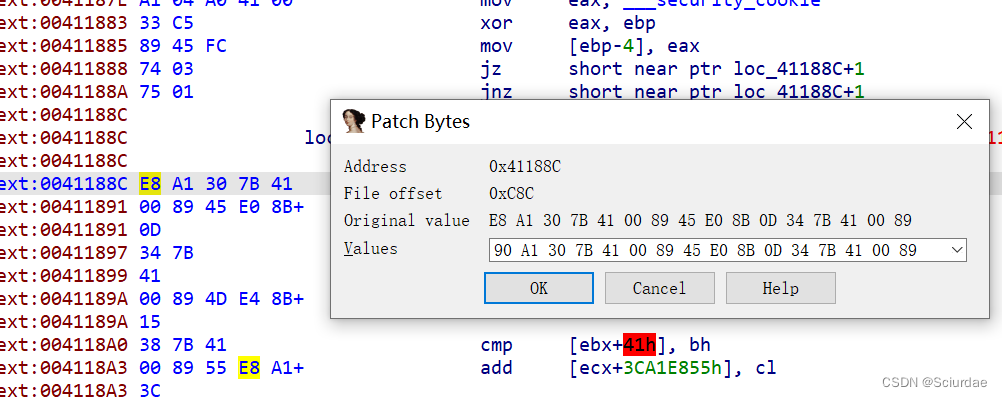 ext:0041187E A1 04 A0 41 00 mov eax, ___security_cookie
ext:00411883 33 C5 xor eax, ebp
ext:00411885 89 45 FC mov [ebp-4], eax
ext:00411888 74 03 jz short near ptr loc_41188C+1
ext:0041188A 75 01 jnz short near ptr loc_41188C+1
ext:0041188C
ext:0041188C loc
ext:0041188C
ext:0041188C E8 A1 30 7B 41
ext:00411891 00 89 45 E0 8B+
ext:00411891 0D
ext:00411897 34 7B
ext:00411899 41
ext:0041189A 00 89 4D E4 8B+
ext:0041189A 15
ext:004118A0 38 7B 41 cmp [ebx+41h], bh
ext:004118A3 00 89 55 E8 A1+ add [ecx+3CA1E855h], cl
ext:004118A3 3C
Patch Bytes
Address 0x41188C
File offset 0xC8C
Original value E8 A1 30 7B 41 00 89 45 E0 8B 0D 34 7B 41 00 89
Values 90 A1 30 7B 41 00 89 45 E0 8B 0D 34 7B 41 00 89
OK Cancel Help
CSDN @Sciurdae